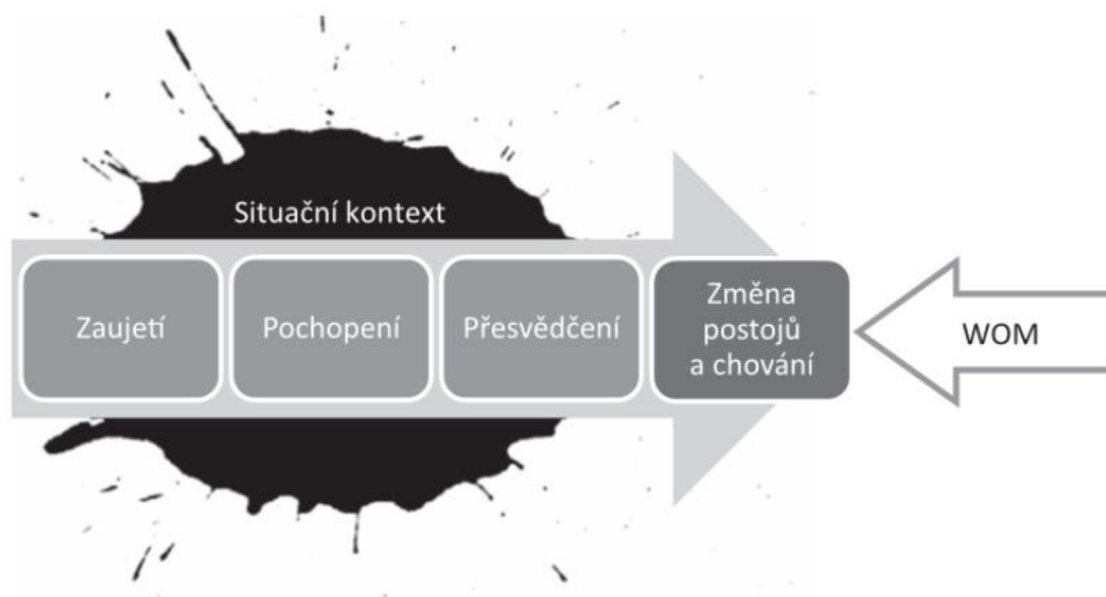 Situační kontext
Zaujetí
Pochopení
Přesvědčení
Změna
postojů
a chování
WOM